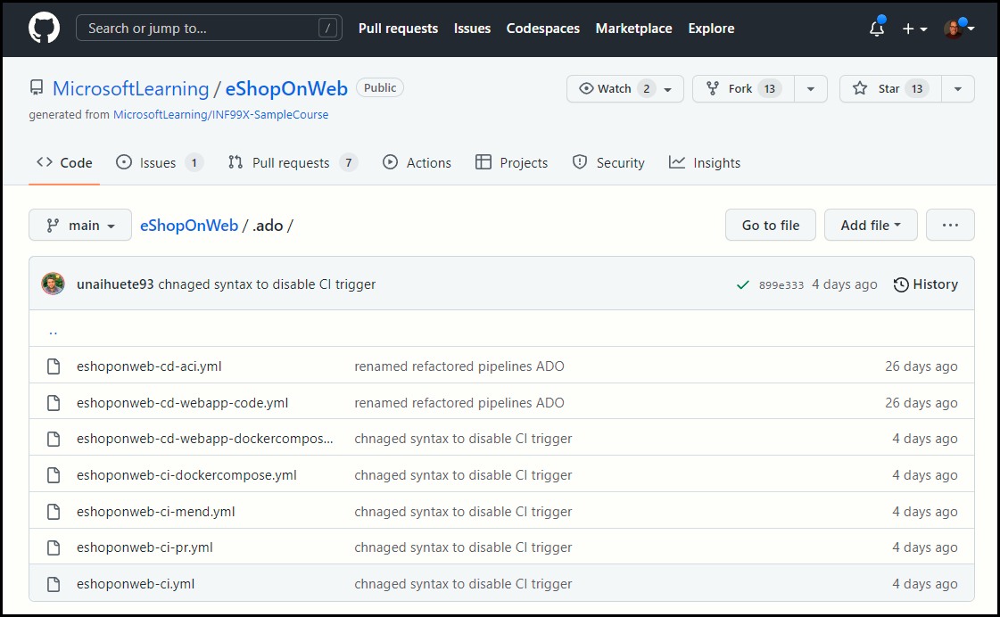 Search or jump to... / Pull requests Issues Codespaces Marketplace Explore
MicrosoftLearning / eShopOnWeb Public Watch 2 Fork 13 Star 13
generated from MicrosoftLearning/INF99X-SampleCourse
Code Issues 1 Pull requests 7 Actions Projects Security Insights
main eShopOnWeb / .ado / Go to file Add file ...
unaihuete93 chnaged syntax to disable CI trigger 899e333 4 days ago History
..
eshoponweb-cd-aci.yml renamed refactored pipelines ADO 26 days ago
eshoponweb-cd-webapp-code.yml renamed refactored pipelines ADO 26 days ago
eshoponweb-cd-webapp-dockercompos... chnaged syntax to disable CI trigger 4 days ago
eshoponweb-ci-dockercompose.yml chnaged syntax to disable CI trigger 4 days ago
eshoponweb-ci-mend.yml chnaged syntax to disable CI trigger 4 days ago
eshoponweb-ci-pr.yml chnaged syntax to disable CI trigger 4 days ago
eshoponweb-ci.yml chnaged syntax to disable CI trigger 4 days ago